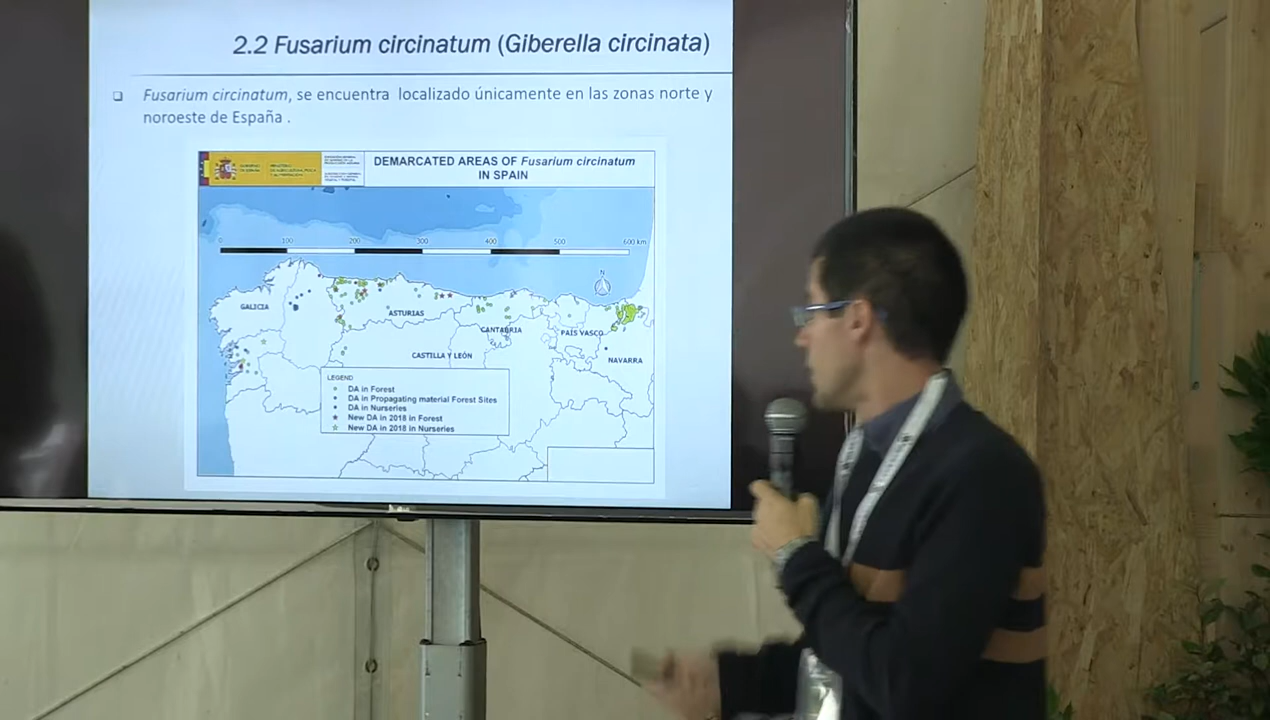 2.2 Fusarium circinatum (Giberella circinata)
❑ Fusarium circinatum, se encuentra localizado únicamente en las zonas norte y
noroeste de España .
DEMARCATED AREAS OF Fusarium circinatum
IN SPAIN
100 200 300 400 500 600 km
N
GALICIA
ASTURIAS
CANTABRIA
PAÍS VASCO
CASTILLA Y LEÓN
NAVARRA
LEGEND
DA in Forest
DA in Propagating material Forest Sites
DA in Nurseries
New DA in 2018 in Forest
New DA in 2018 in Nurseries